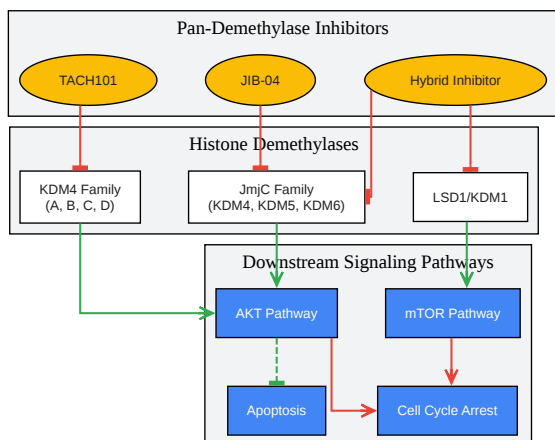 Pan-Demethylase Inhibitors
TACH101
JIB-04
Hybrid Inhibitor
Histone Demethylases
KDM4 Family
(A, B, C, D)
JmjC Family
(KDM4, KDM5, KDM6)
LSD1/KDM1
Downstream Signaling Pathways
AKT Pathway
mTOR Pathway
Apoptosis
Cell Cycle Arrest